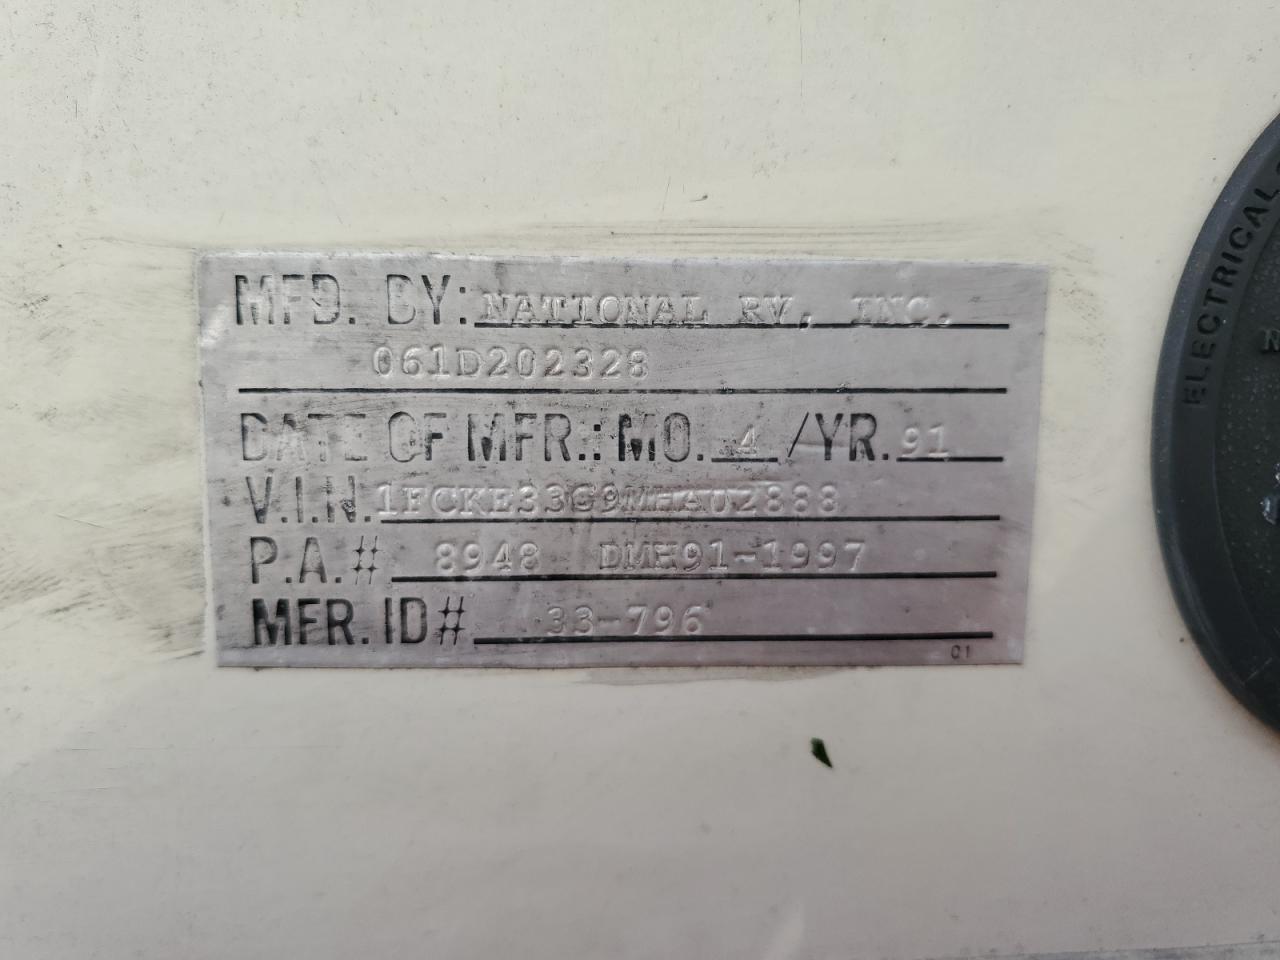 MFD. BY: NATIONAL RV, INC.
061D202328
DATE OF MFR.: MO. 4 /YR. 91
V.I.N. 1FCKE33G9MHA02888
P.A.# 8948 DMH91-1997
MFR. ID# 33-796
C1
ELECTRICAL